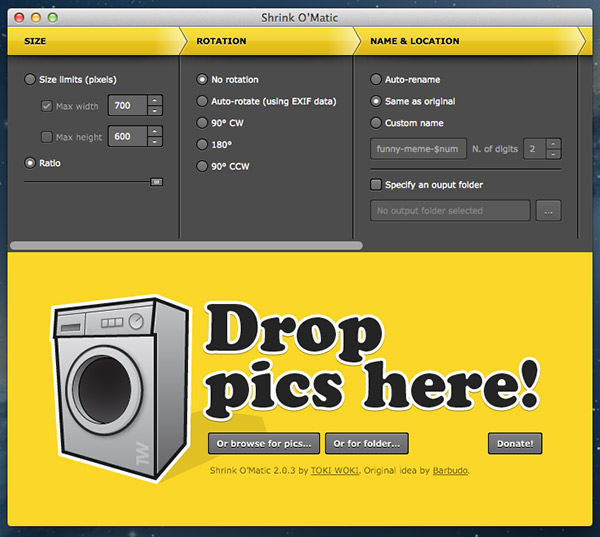 Shrink O'Matic
SIZE
Size limits (pixels)
Max width 700
Max height 600
Ratio
ROTATION
No rotation
Auto-rotate (using EXIF data)
90° CW
180°
90° CCW
NAME & LOCATION
Auto-rename
Same as original
Custom name
funny-meme-$num N. of digits 2
Specify an ouput folder
No output folder selected ...
Drop
pics here!
TW
Or browse for pics... Or for folder... Donate!
Shrink O'Matic 2.0.3 by TOKI WOKI. Original idea by Barbudo.